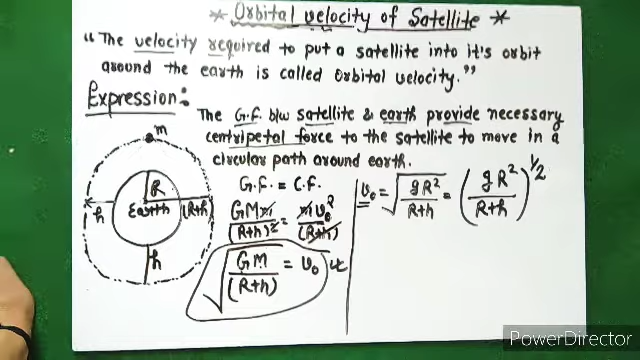 * Orbital velocity of Satellite *
"The velocity required to put a satellite into it's orbit
around the earth is called Orbital velocity."
Expression:
The G.F. b/w satellite & earth provide necessary
centripetal force to the satellite to move in a
circular path around earth.
m
R
Earth
(R+h)
h
h
G.F. = C.F.
GMm/(R+h)² = mv₀²/(R+h)
√(GM/(R+h)) = v₀
v₀ = √(gR²/(R+h)) = (gR²/(R+h))^1/2
PowerDirector